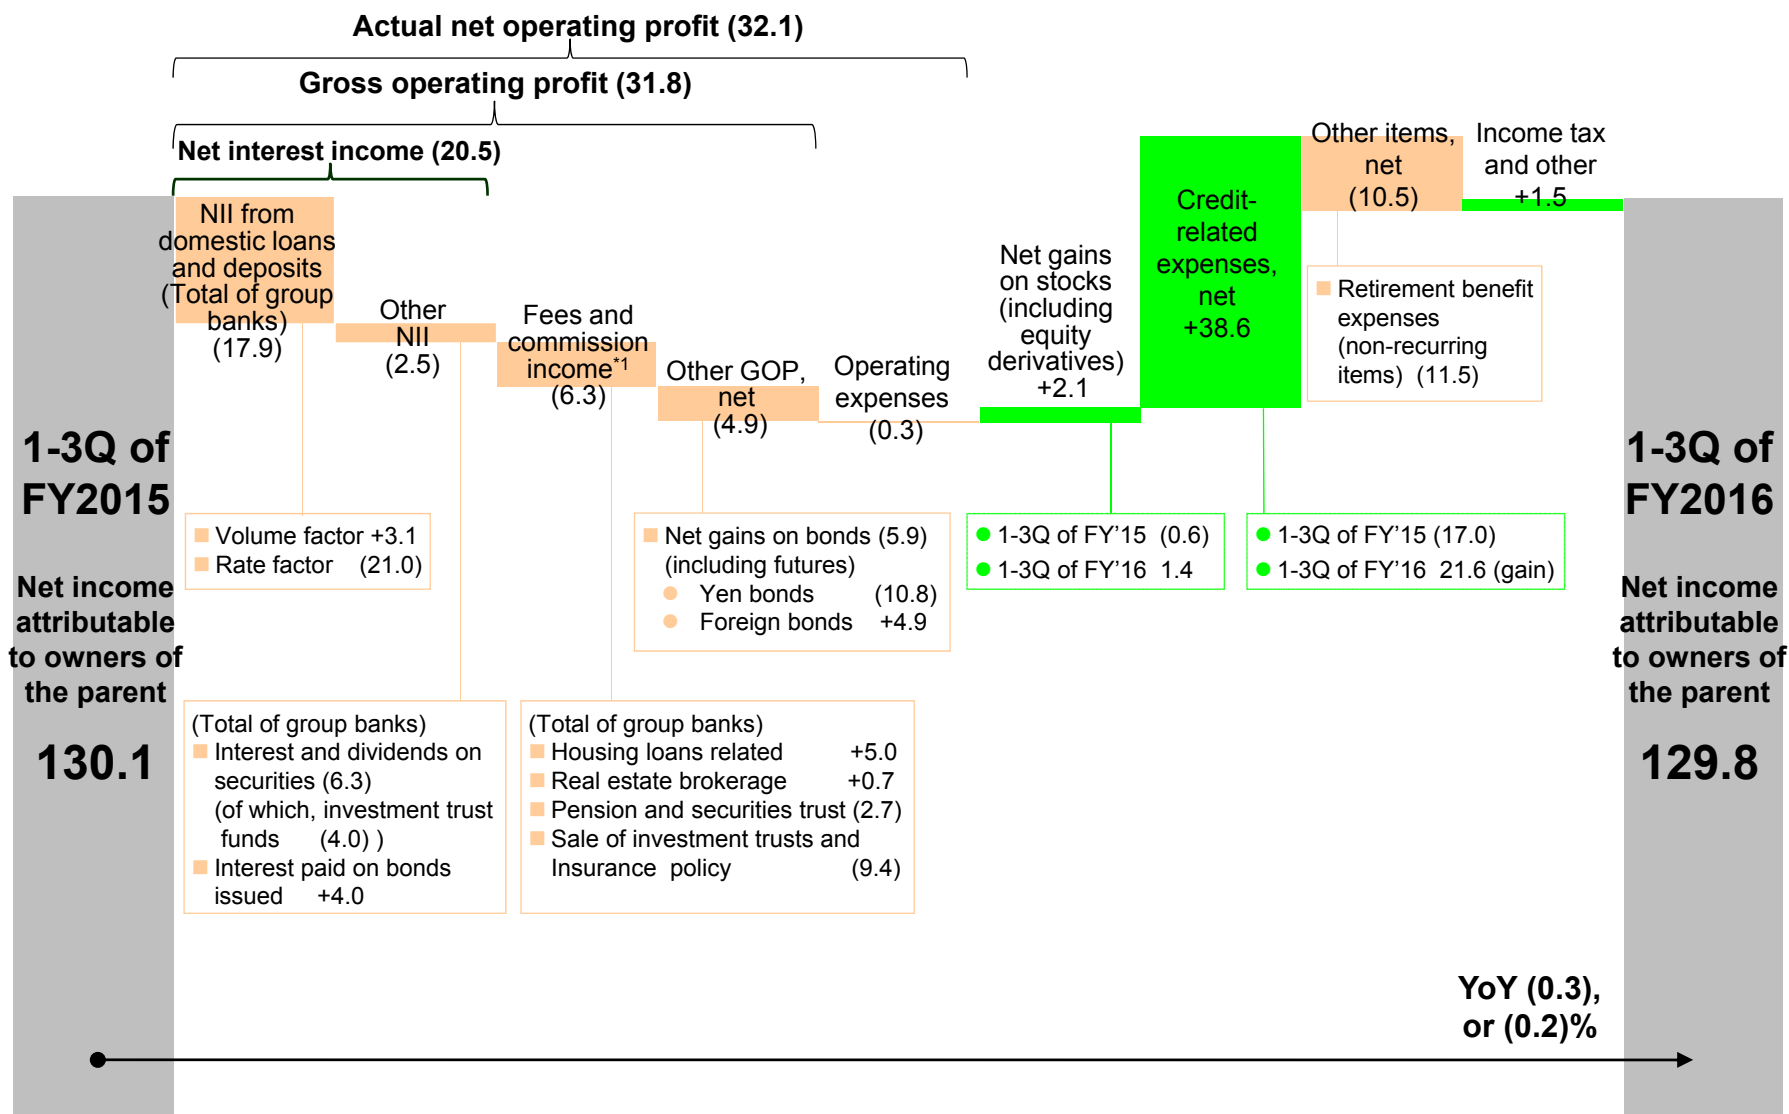 Actual net operating profit (32.1)
Gross operating profit (31.8)
Net interest income (20.5)
1-3Q of
FY2015
Net income
attributable
to owners of
the parent
130.1
NII from
domestic loans
and deposits
(Total of group
banks)
(17.9)
Other
NII
(2.5)
Fees and
commission
income*1
(6.3)
Other GOP,
net
(4.9)
Operating
expenses
(0.3)
Net gains
on stocks
(including
equity
derivatives)
+2.1
Credit-
related
expenses,
net
+38.6
Other items,
net
(10.5)
Income tax
and other
+1.5
Retirement benefit
expenses
(non-recurring
items) (11.5)
Volume factor +3.1
Rate factor (21.0)
Net gains on bonds (5.9)
(including futures)
Yen bonds (10.8)
Foreign bonds +4.9
1-3Q of FY’15 (0.6)
1-3Q of FY’16 1.4
1-3Q of FY’15 (17.0)
1-3Q of FY’16 21.6 (gain)
(Total of group banks)
Interest and dividends on
securities (6.3)
(of which, investment trust
funds (4.0) )
Interest paid on bonds
issued +4.0
(Total of group banks)
Housing loans related +5.0
Real estate brokerage +0.7
Pension and securities trust (2.7)
Sale of investment trusts and
Insurance policy (9.4)
1-3Q of
FY2016
Net income
attributable
to owners of
the parent
129.8
YoY (0.3),
or (0.2)%